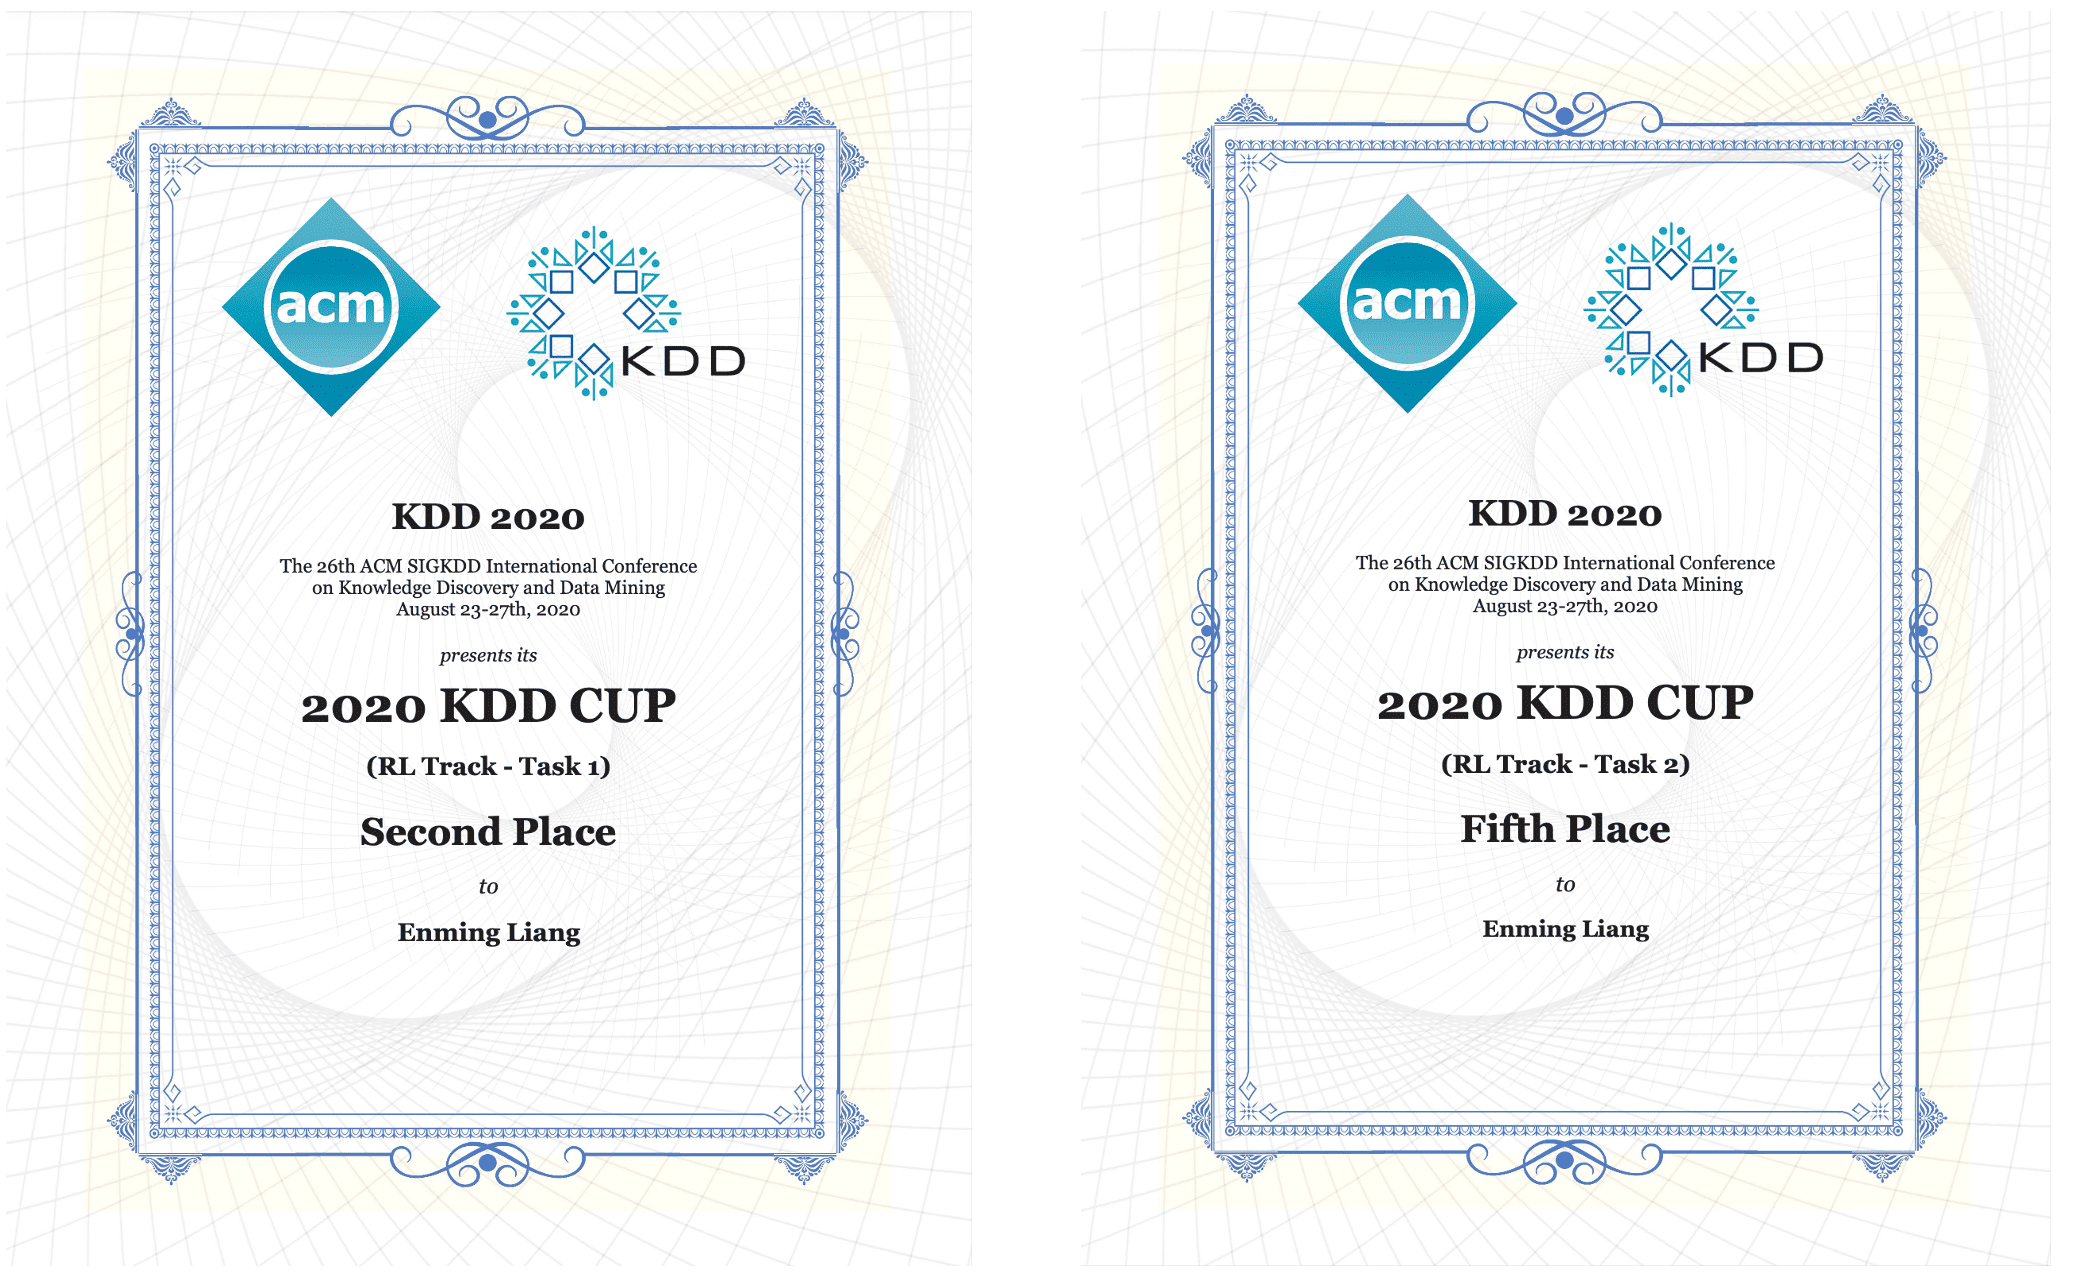 acm
KDD
KDD 2020
The 26th ACM SIGKDD International Conference
on Knowledge Discovery and Data Mining
August 23-27th, 2020
presents its
2020 KDD CUP
(RL Track - Task 1)
Second Place
to
Enming Liang
acm
KDD
KDD 2020
The 26th ACM SIGKDD International Conference
on Knowledge Discovery and Data Mining
August 23-27th, 2020
presents its
2020 KDD CUP
(RL Track - Task 2)
Fifth Place
to
Enming Liang